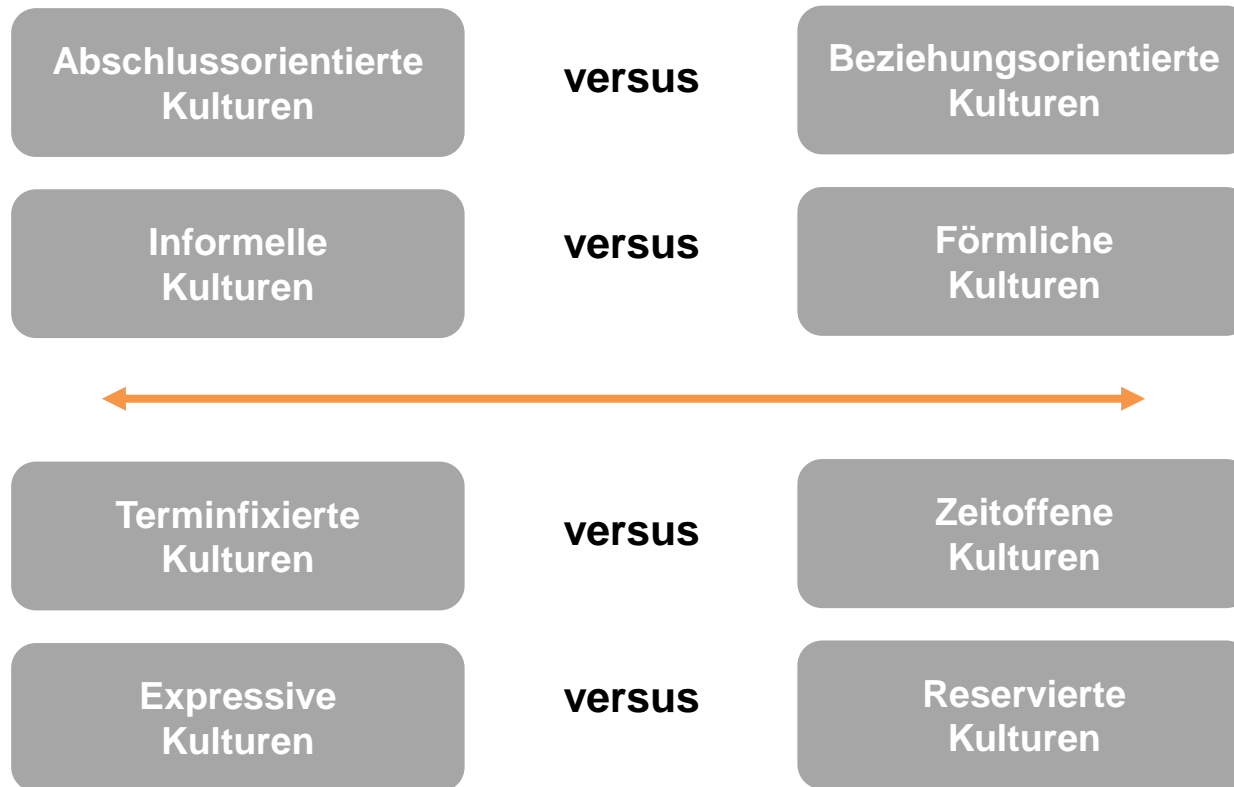 Abschlussorientierte
Kulturen
versus
Beziehungsorientierte
Kulturen
Informelle
Kulturen
versus
Förmliche
Kulturen
Terminfixierte
Kulturen
versus
Zeitoffene
Kulturen
Expressive
Kulturen
versus
Reservierte
Kulturen